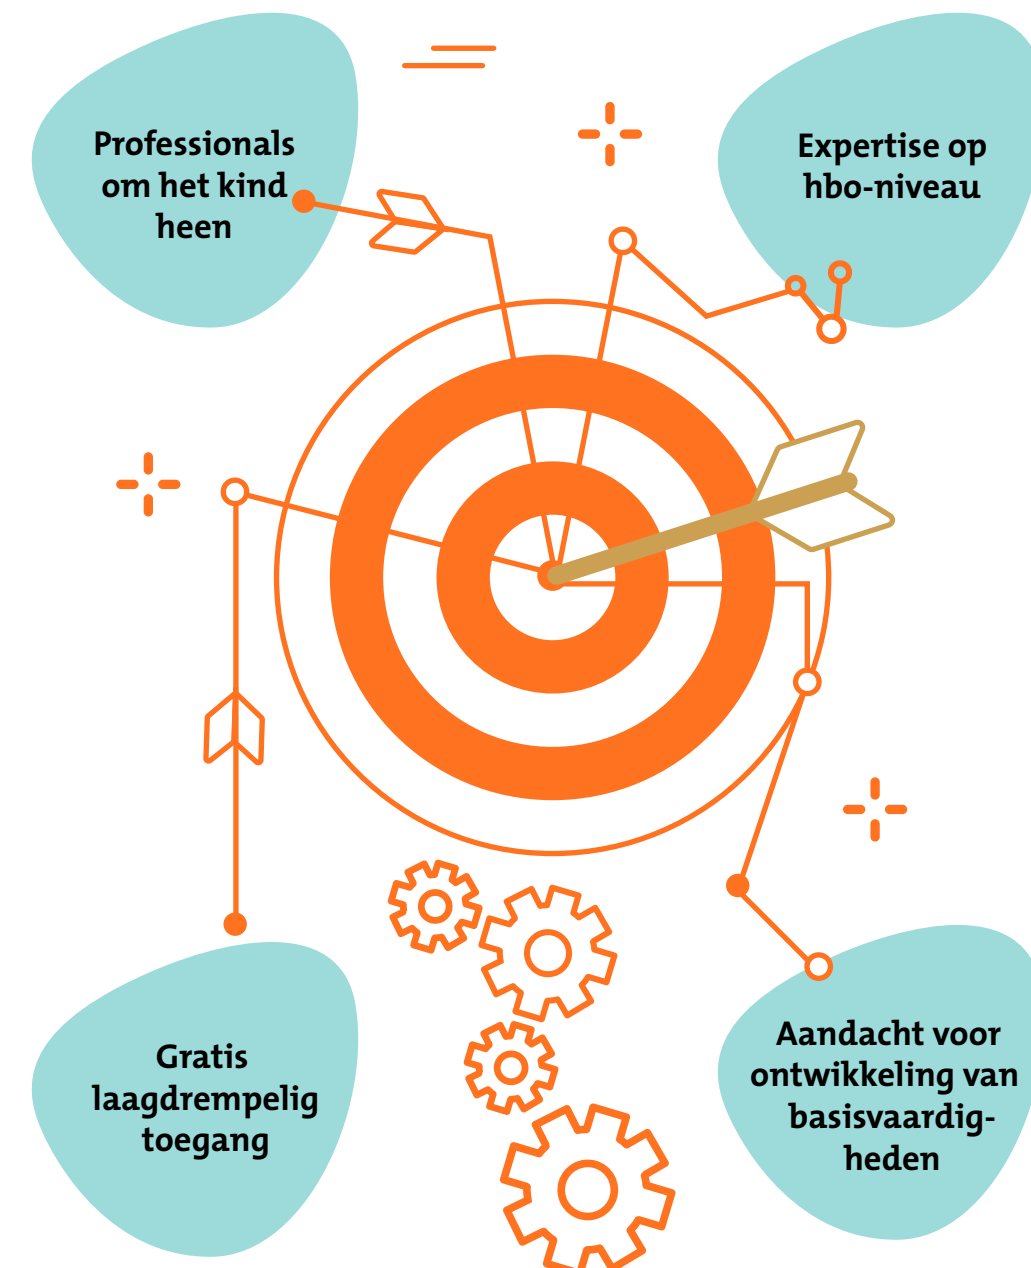 Professionals
om het kind
heen
Expertise op
hbo-niveau
Gratis
laagdrempelig
toegang
Aandacht voor
ontwikkeling van
basisvaardig-
heden